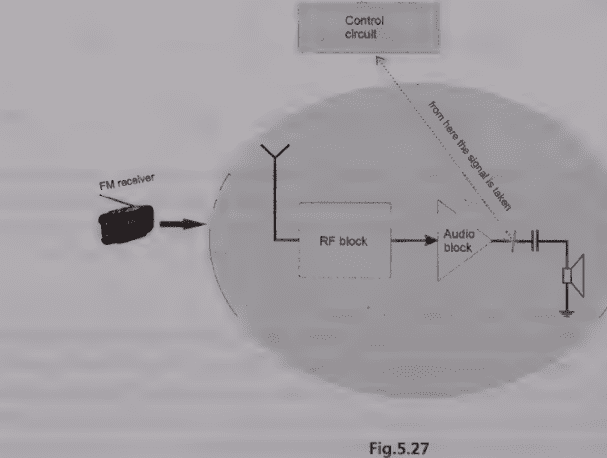 Control
circuit
from here the signal is taken
FM receiver
RF block
Audio
block
Fig.5.27